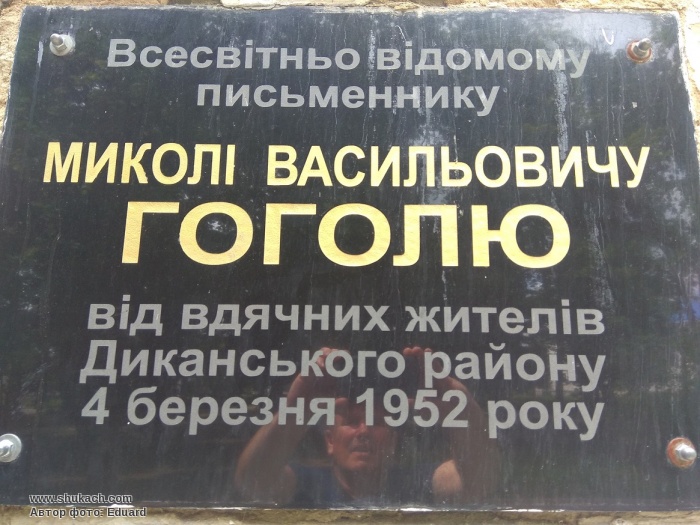 Всесвітньо відомому
письменнику
МИКОЛІ ВАСИЛЬОВИЧУ
ГОГОЛЮ
від вдячних жителів
Диканського району
4 березня 1952 року
www.shukach.com
Автор фото- Eduard